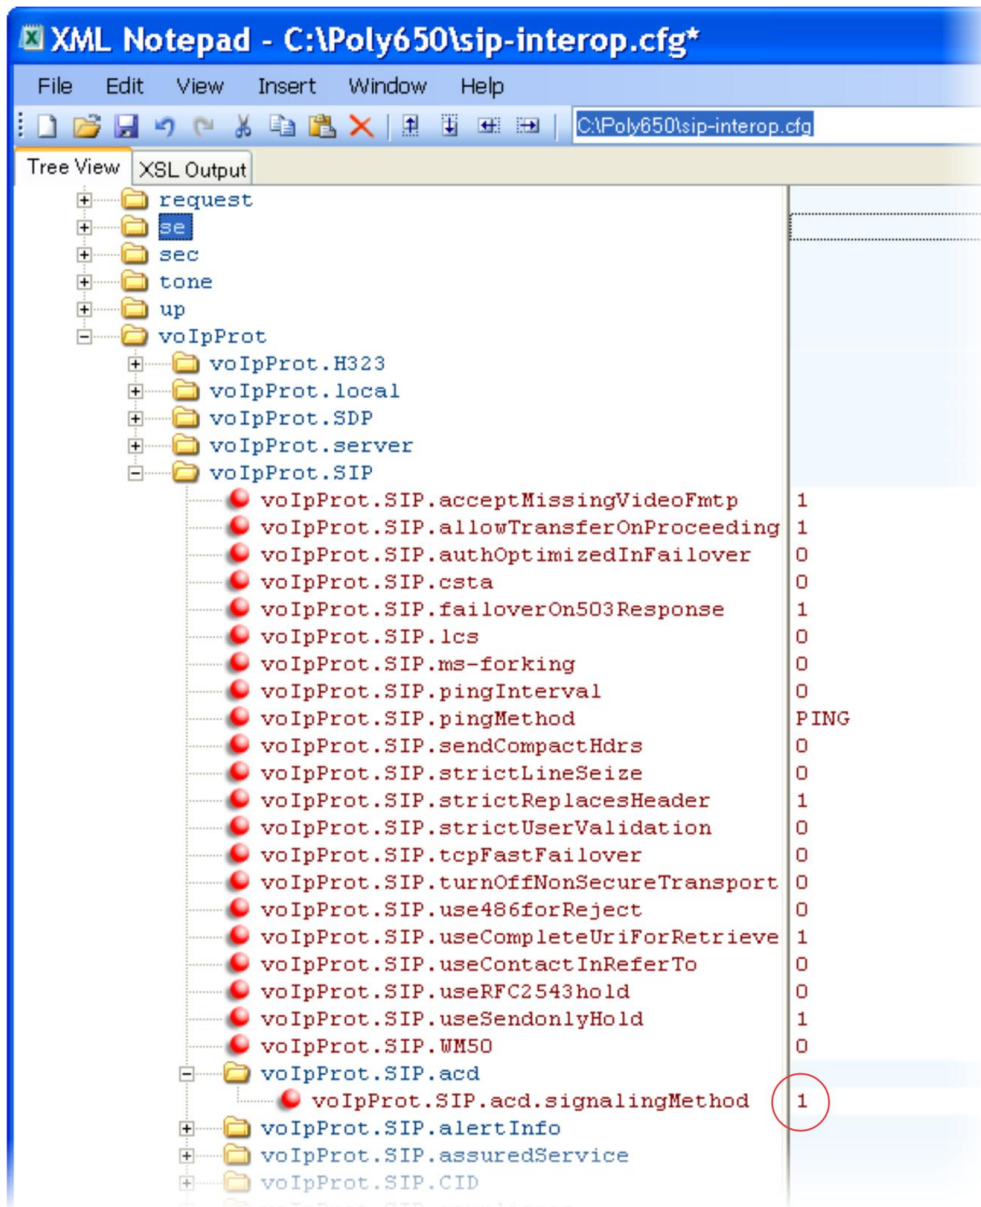 XML Notepad - C:\Poly650\sip-interop.cfg*
File Edit View Insert Window Help
C:\Poly650\sip-interop.cfg
Tree View XSL Output
request
se
sec
tone
up
voIpProt
voIpProt.H323
voIpProt.local
voIpProt.SDP
voIpProt.server
voIpProt.SIP
voIpProt.SIP.acceptMissingVideoFmtp 1
voIpProt.SIP.allowTransferOnProceeding 1
voIpProt.SIP.authOptimizedInFailover 0
voIpProt.SIP.csta 0
voIpProt.SIP.failoverOn503Response 1
voIpProt.SIP.lcs 0
voIpProt.SIP.ms-forking 0
voIpProt.SIP.pingInterval 0
voIpProt.SIP.pingMethod PING
voIpProt.SIP.sendCompactHdrs 0
voIpProt.SIP.strictLineSeize 0
voIpProt.SIP.strictReplacesHeader 1
voIpProt.SIP.strictUserValidation 0
voIpProt.SIP.tcpFastFailover 0
voIpProt.SIP.turnOffNonSecureTransport 0
voIpProt.SIP.use486forReject 0
voIpProt.SIP.useCompleteUriForRetrieve 1
voIpProt.SIP.useContactInReferTo 0
voIpProt.SIP.useRFC2543hold 0
voIpProt.SIP.useSendonlyHold 1
voIpProt.SIP.WM50 0
voIpProt.SIP.acd
voIpProt.SIP.acd.signalingMethod 1
voIpProt.SIP.alertInfo
voIpProt.SIP.assuredService
voIpProt.SIP.CID